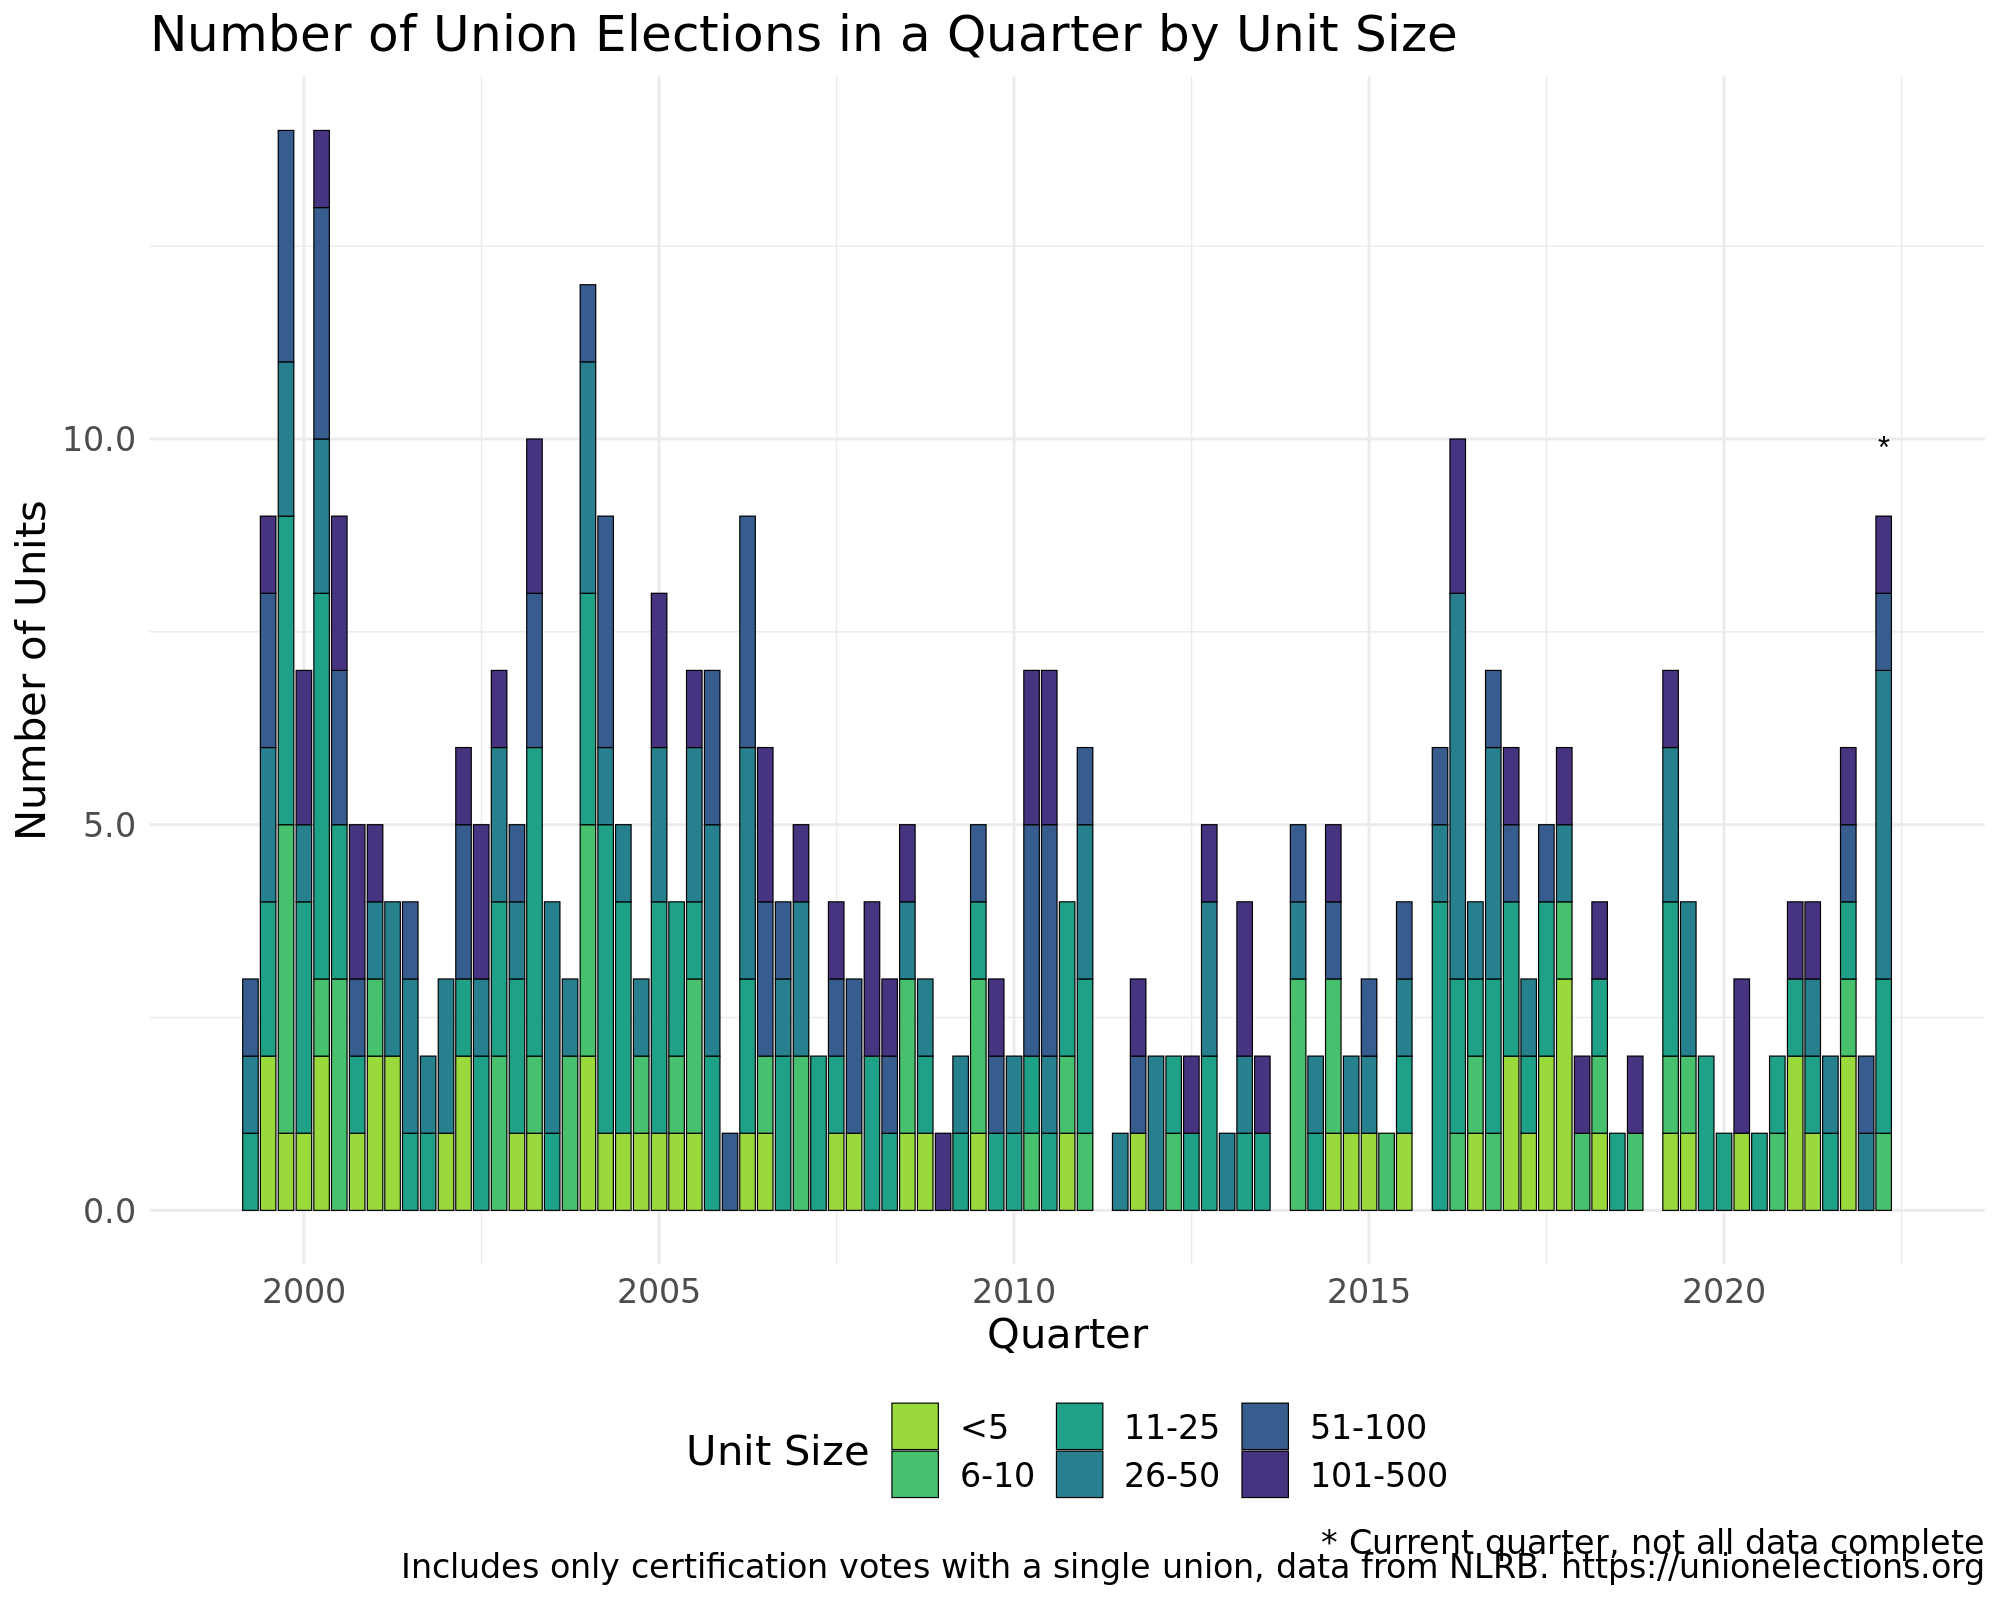 Number of Union Elections in a Quarter by Unit Size
Number of Units
10.0
5.0
0.0
*
2000 2005 2010 2015 2020
Quarter
Unit Size
<5 11-25 51-100
6-10 26-50 101-500
* Current quarter, not all data complete
Includes only certification votes with a single union, data from NLRB. https://unionelections.org